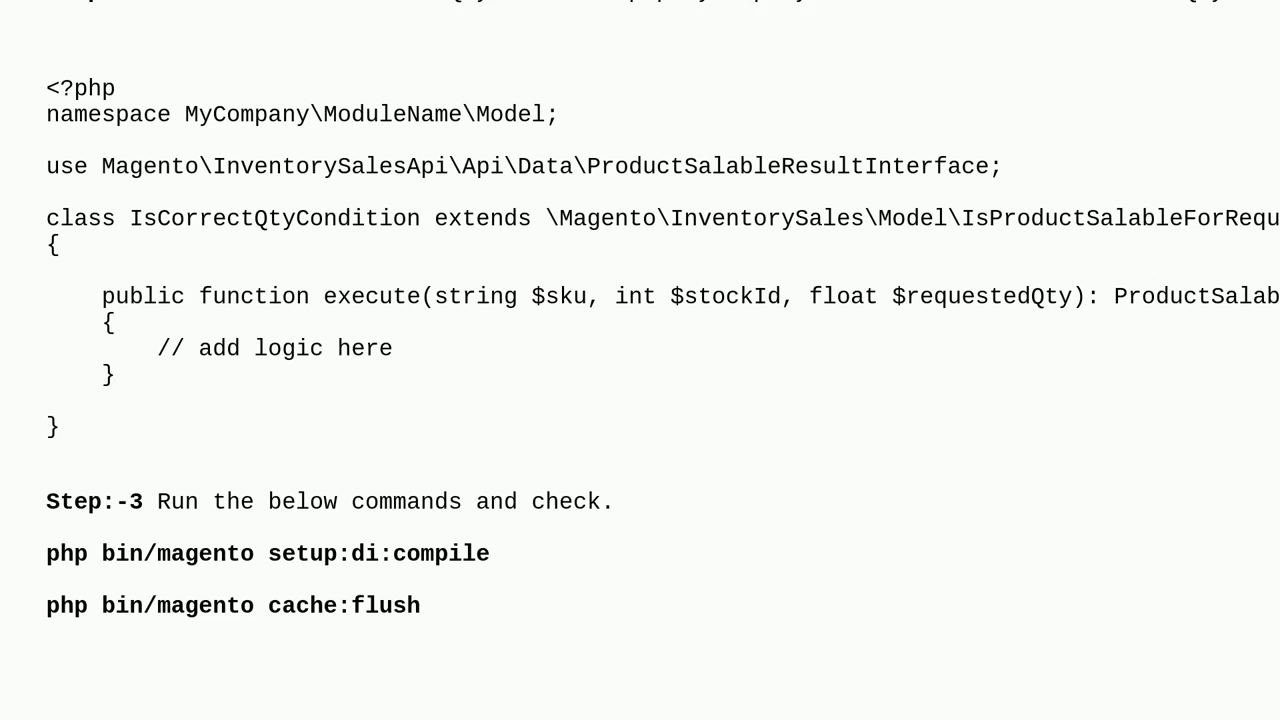 <?php
namespace MyCompany\ModuleName\Model;
use Magento\InventorySalesApi\Api\Data\ProductSalableResultInterface;
class IsCorrectQtyCondition extends \Magento\InventorySales\Model\IsProductSalableForRequ
{
public function execute(string $sku, int $stockId, float $requestedQty): ProductSalab
{
// add logic here
}
}
Step:-3 Run the below commands and check.
php bin/magento setup:di:compile
php bin/magento cache:flush